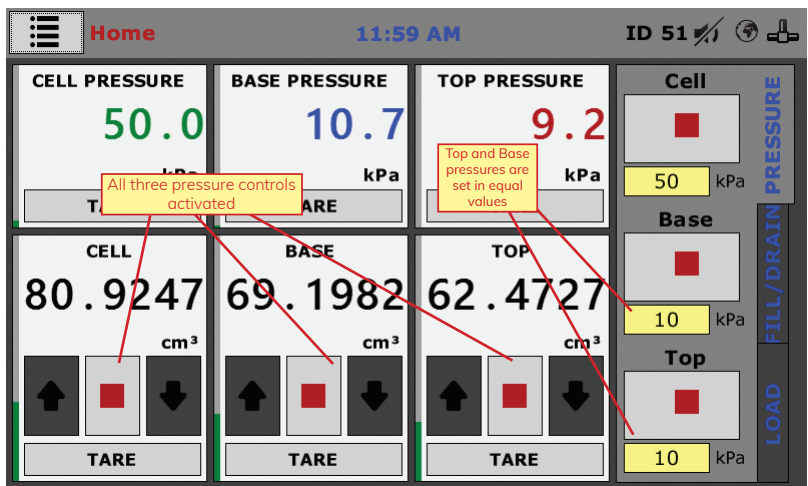 Home
11:59 AM
ID 51
CELL PRESSURE
50.0
kPa
BASE PRESSURE
10.7
kPa
TOP PRESSURE
9.2
kPa
All three pressure controls
activated
Top and Base
pressures are
set in equal
values
CELL
80.9247
cm³
TARE
BASE
69.1982
cm³
TARE
TOP
62.4727
cm³
TARE
Cell
50 kPa
Base
10 kPa
Top
10 kPa
PRESSURE
FILL/DRAIN
LOAD